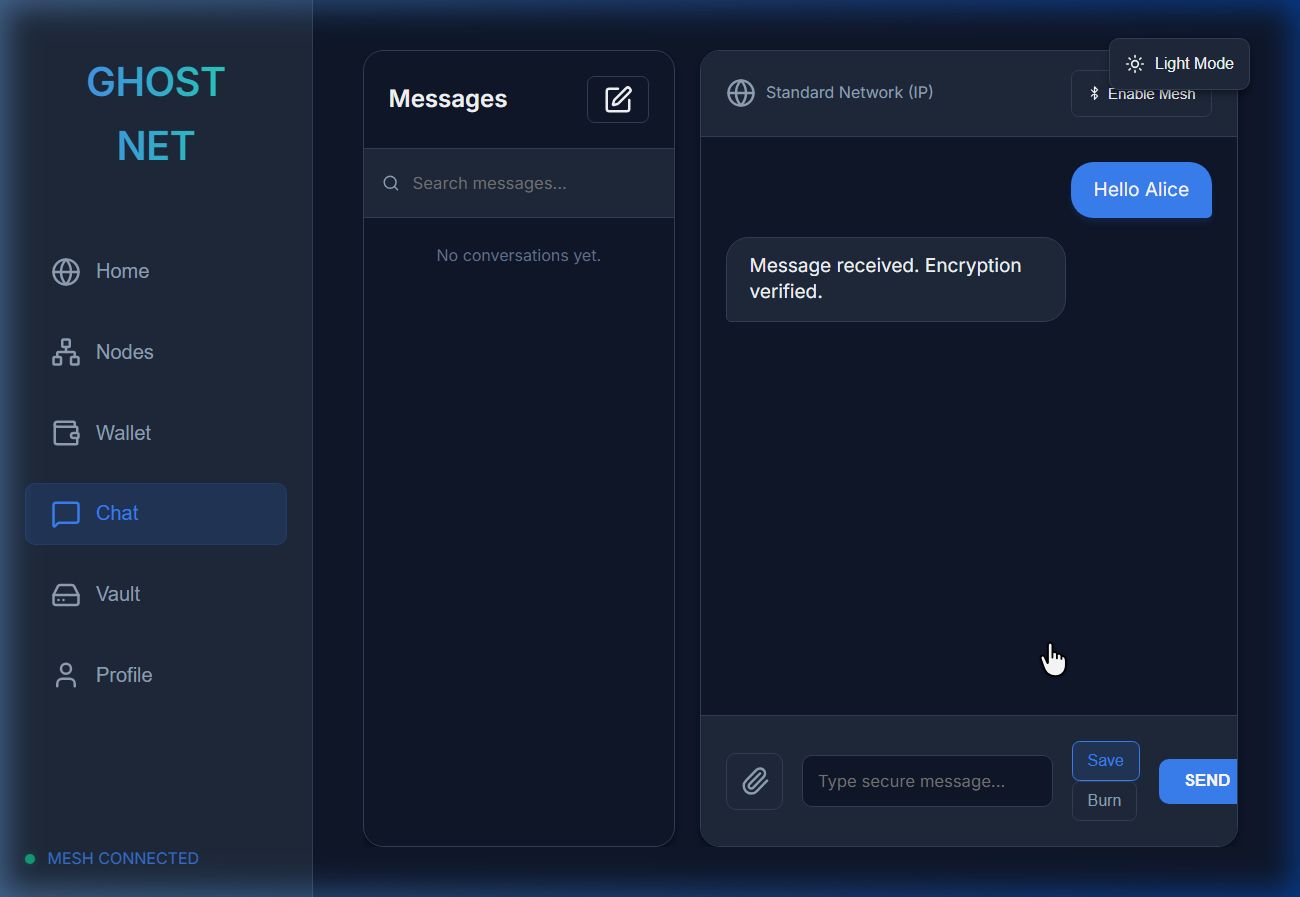 GHOST
NET
Home
Nodes
Wallet
Chat
Vault
Profile
MESH CONNECTED
Messages
Search messages...
No conversations yet.
Standard Network (IP)
Light Mode
Enable Mesh
Hello Alice
Message received. Encryption
verified.
Type secure message...
Save
Burn
SEND